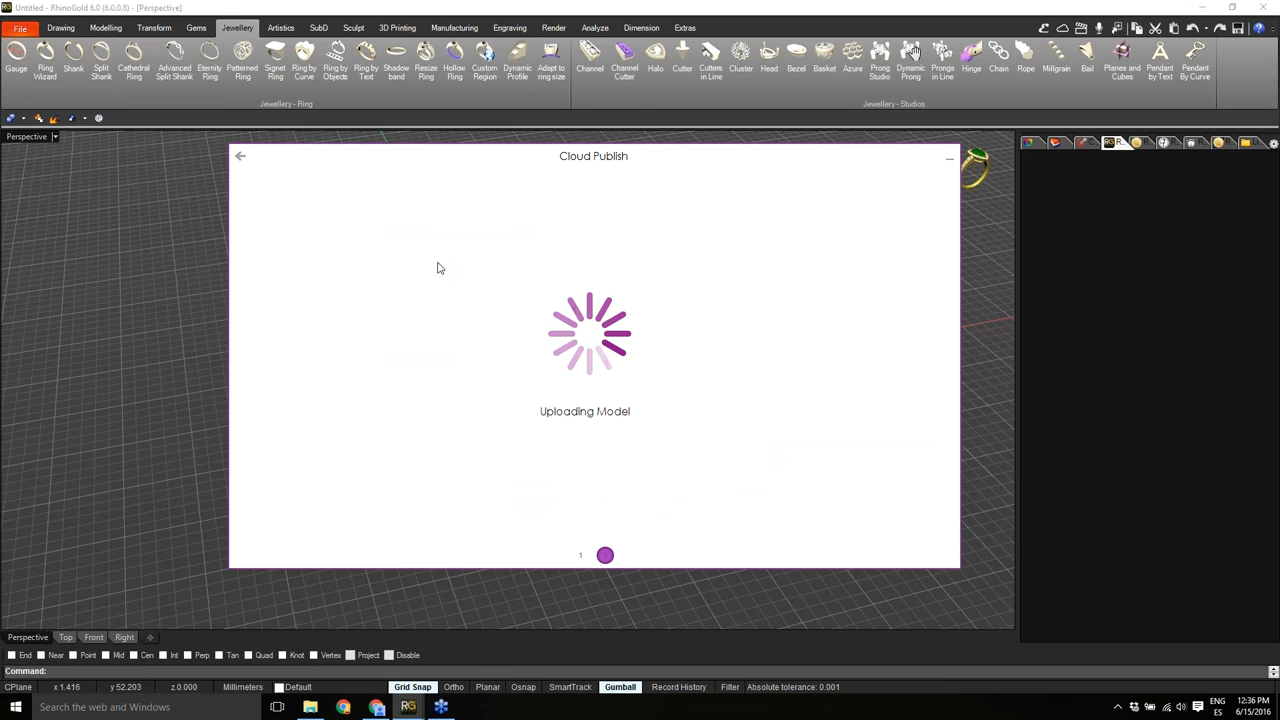 Untitled - RhinoGold 6.0 (6.0.0.8) - [Perspective]
File Drawing Modelling Transform Gems Jewellery Artistics SubD Sculpt 3D Printing Manufacturing Engraving Render Analyze Dimension Extras
Gauge Ring Wizard Shank Split Shank Cathedral Ring Advanced Split Shank Eternity Ring Patterned Ring Signet Ring Ring by Curve Ring by Objects Ring by Text Shadow band Resize Ring Hollow Ring Custom Region Dynamic Profile Adapt to ring size Channel Channel Cutter Halo Cutter Cutters in Line Cluster Head Bezel Basket Azure Prong Studio Dynamic Prong Prongs in Line Hinge Chain Rope Millgrain Bail Planes and Cubes Pendant by Text Pendant By Curve
Jewellery - Ring Jewellery - Studios
Perspective
Cloud Publish
Uploading Model
1
Perspective Top Front Right
End Near Point Mid Cen Int Perp Tan Quad Knot Vertex Project Disable
Command:
CPlane x 1.416 y 52.203 z 0.000 Millimeters Default Grid Snap Ortho Planar Osnap SmartTrack Gumball Record History Filter Absolute tolerance: 0.001
Search the web and Windows
ENG 12:36 PM
ES 6/15/2016